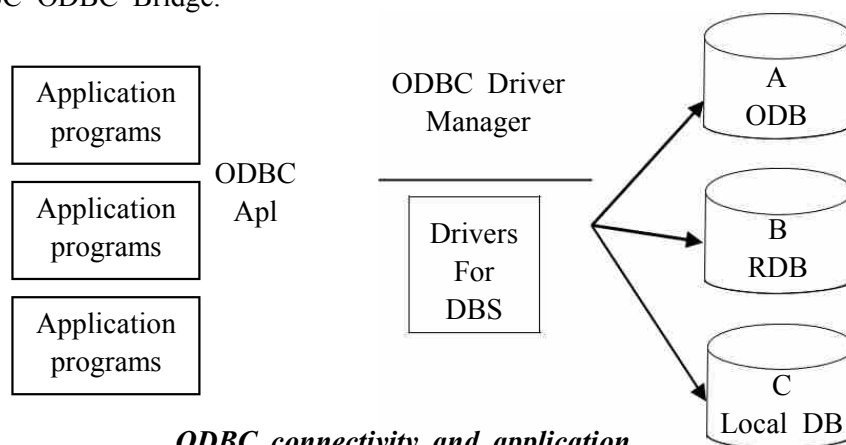 ODBC Bridge.
Application
programs
Application
programs
Application
programs
ODBC
Apl
ODBC Driver
Manager
Drivers
For
DBS
A
ODB
B
RDB
C
Local DB
ODBC connectivity and application